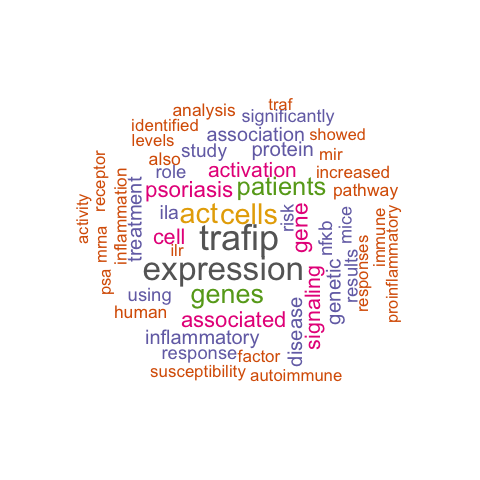 traf
analysis
significantly
identified
association
showed
levels
study
protein
mir
also
role
activation
increased
receptor
psoriasis
patients
pathway
activity
inflammation
treatment
ila
act
cells
risk
gene
mice
immune
mrna
cell
trafip
nfkb
ilr
results
responses
proinflammatory
psa
expression
signaling
genetic
using
genes
human
associated
disease
inflammatory
response
factor
susceptibility
autoimmune